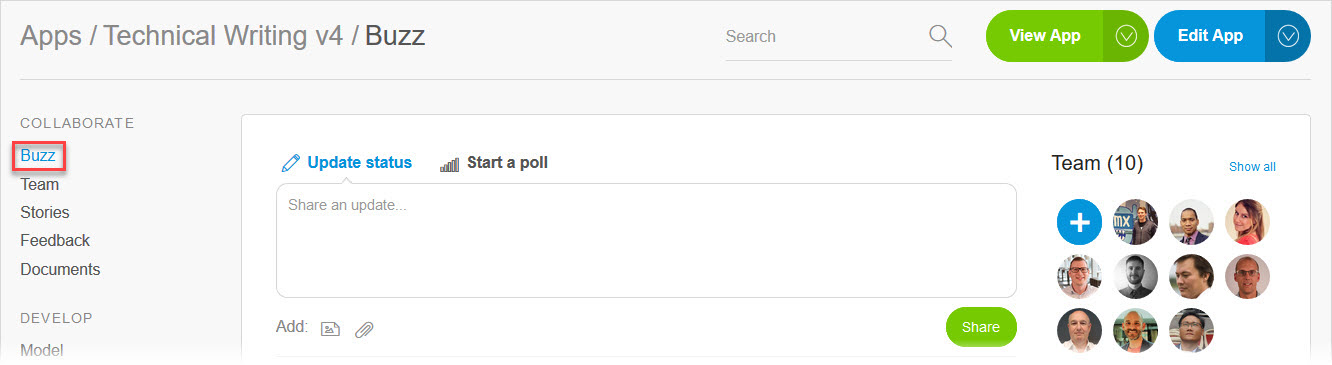 Apps / Technical Writing v4 / Buzz
Search
View App
Edit App
COLLABORATE
Buzz
Team
Stories
Feedback
Documents
DEVELOP
Model
Update status
Start a poll
Share an update...
Add:
Share
Team (10)
Show all
mx